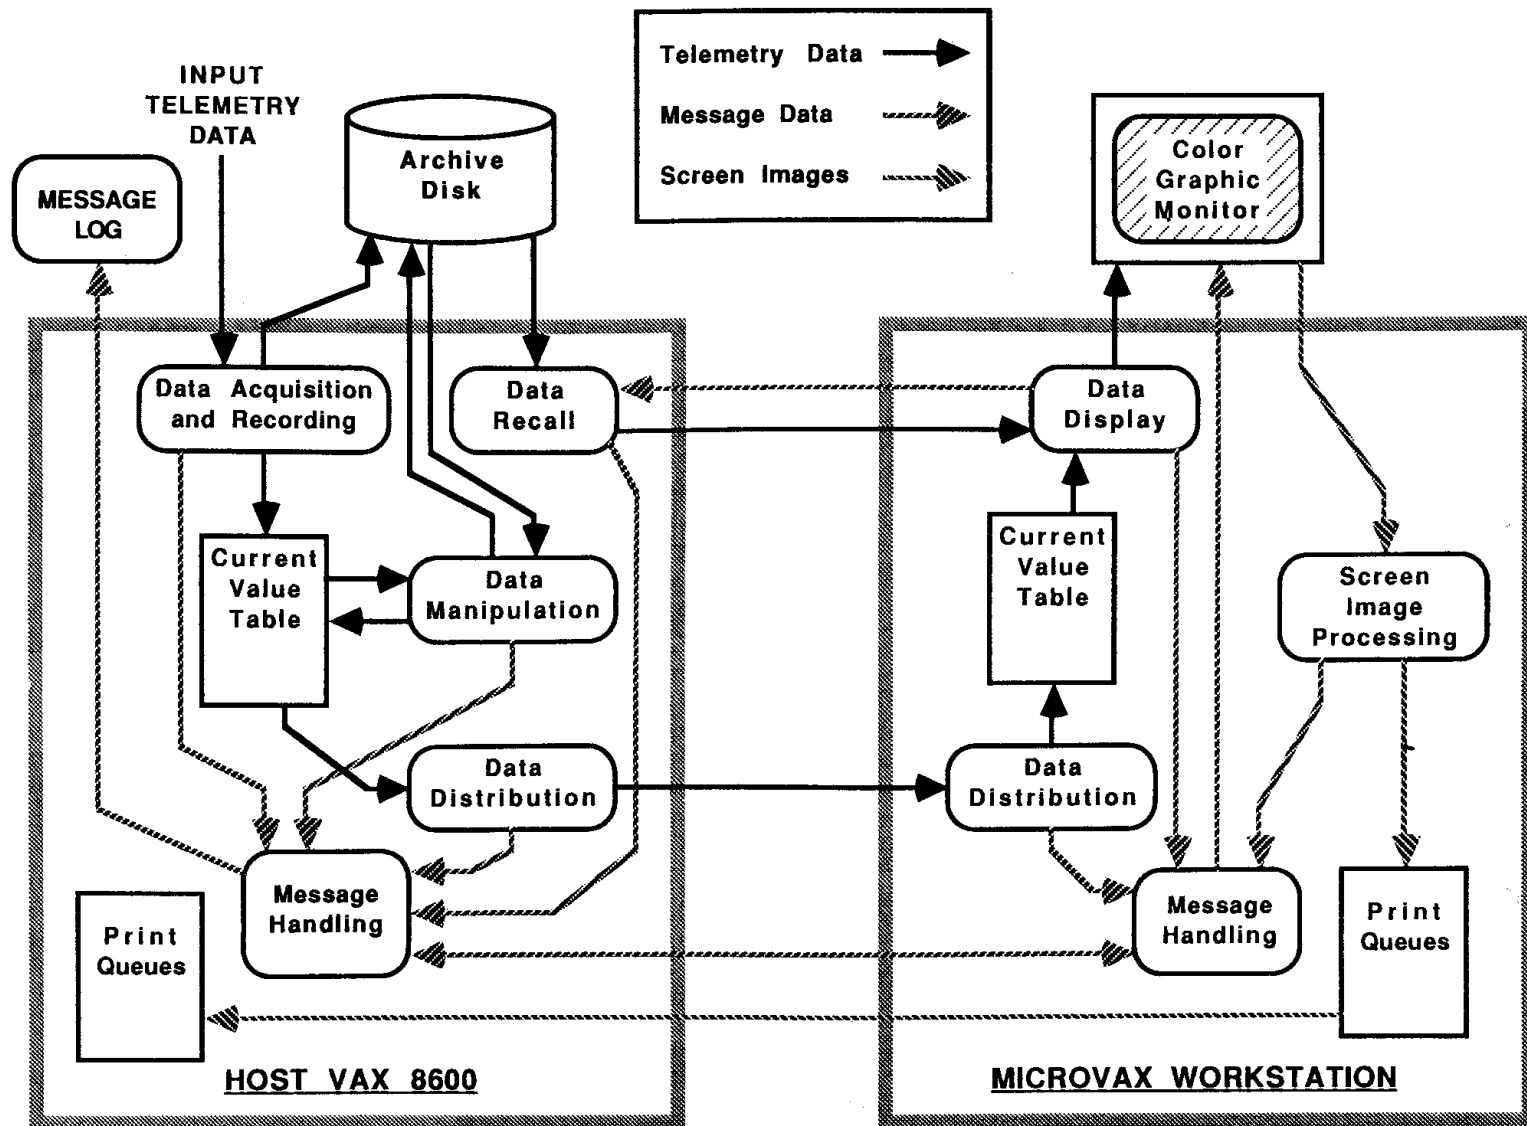 Telemetry Data
Message Data
Screen Images
INPUT
TELEMETRY
DATA
Archive
Disk
MESSAGE
LOG
Color
Graphic
Monitor
Data Acquisition
and Recording
Data
Recall
Current
Value
Table
Data
Manipulation
Data
Distribution
Message
Handling
Print
Queues
HOST VAX 8600
Data
Display
Current
Value
Table
Screen
Image
Processing
Data
Distribution
Message
Handling
Print
Queues
MICROVAX WORKSTATION